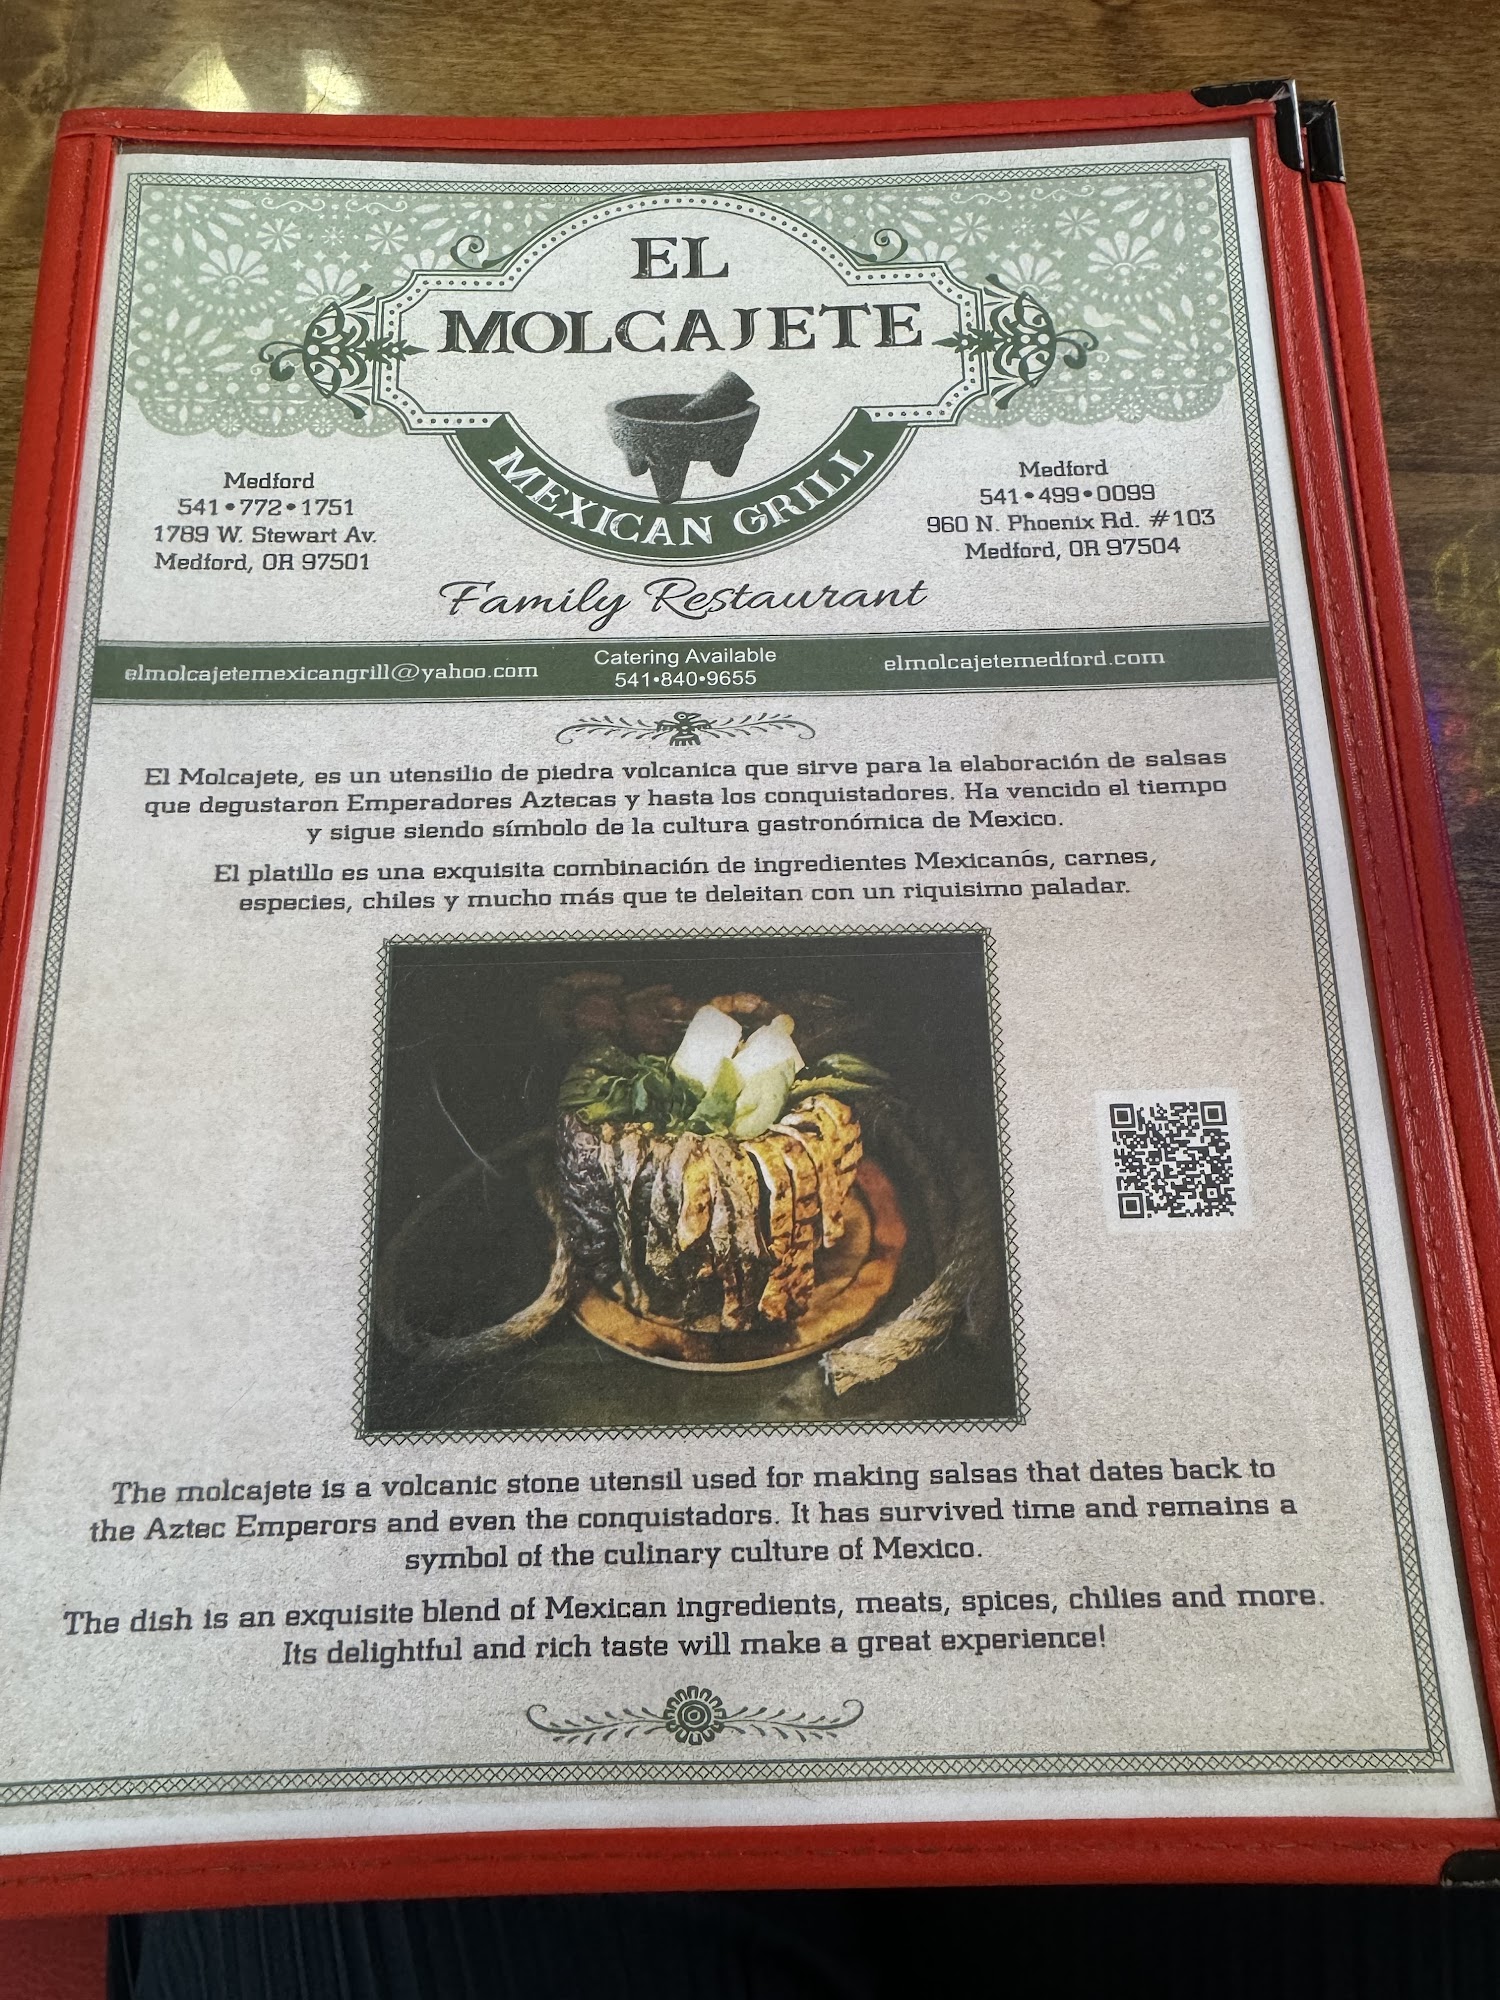 EL
MOLCAJETE
MEXICAN GRILL
Medford
541•772•1751
1789 W. Stewart Av.
Medford, OR 97501
Medford
541•499•0099
960 N. Phoenix Rd. #103
Medford, OR 97504
Family Restaurant
elmolcajetemexicangrill@yahoo.com
Catering Available
541•840•9655
elmolcajetemedford.com
El Molcajete, es un utensilio de piedra volcanica que sirve para la elaboración de salsas
que degustaron Emperadores Aztecas y hasta los conquistadores. Ha vencido el tiempo
y sigue siendo símbolo de la cultura gastronómica de Mexico.
El platillo es una exquisita combinación de ingredientes Mexicanós, carnes,
especies, chiles y mucho más que te deleitan con un riquisimo paladar.
The molcajete is a volcanic stone utensil used for making salsas that dates back to
the Aztec Emperors and even the conquistadors. It has survived time and remains a
symbol of the culinary culture of Mexico.
The dish is an exquisite blend of Mexican ingredients, meats, spices, chilies and more.
Its delightful and rich taste will make a great experience!